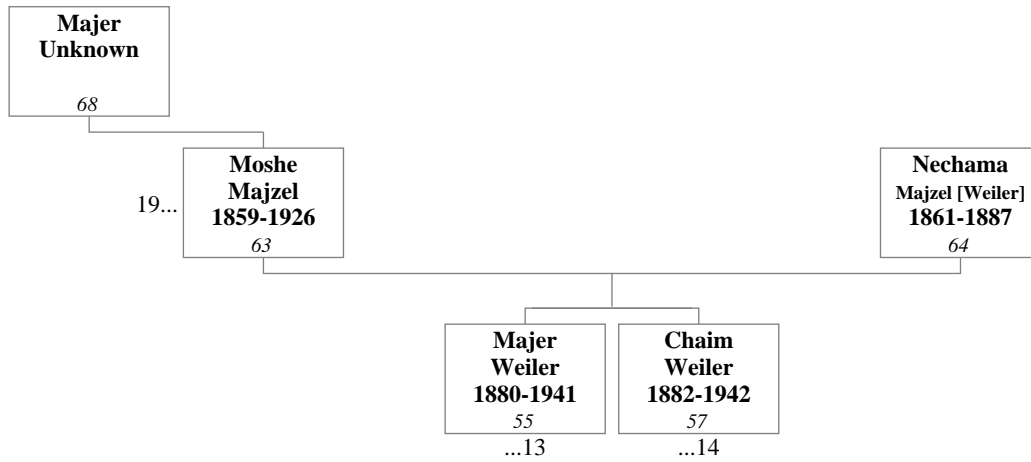 Majer
Unknown
68
Moshe
Majzel
1859-1926
63
19...
Nechama
Majzel [Weiler]
1861-1887
64
Majer
Weiler
1880-1941
55
...13
Chaim
Weiler
1882-1942
57
...14